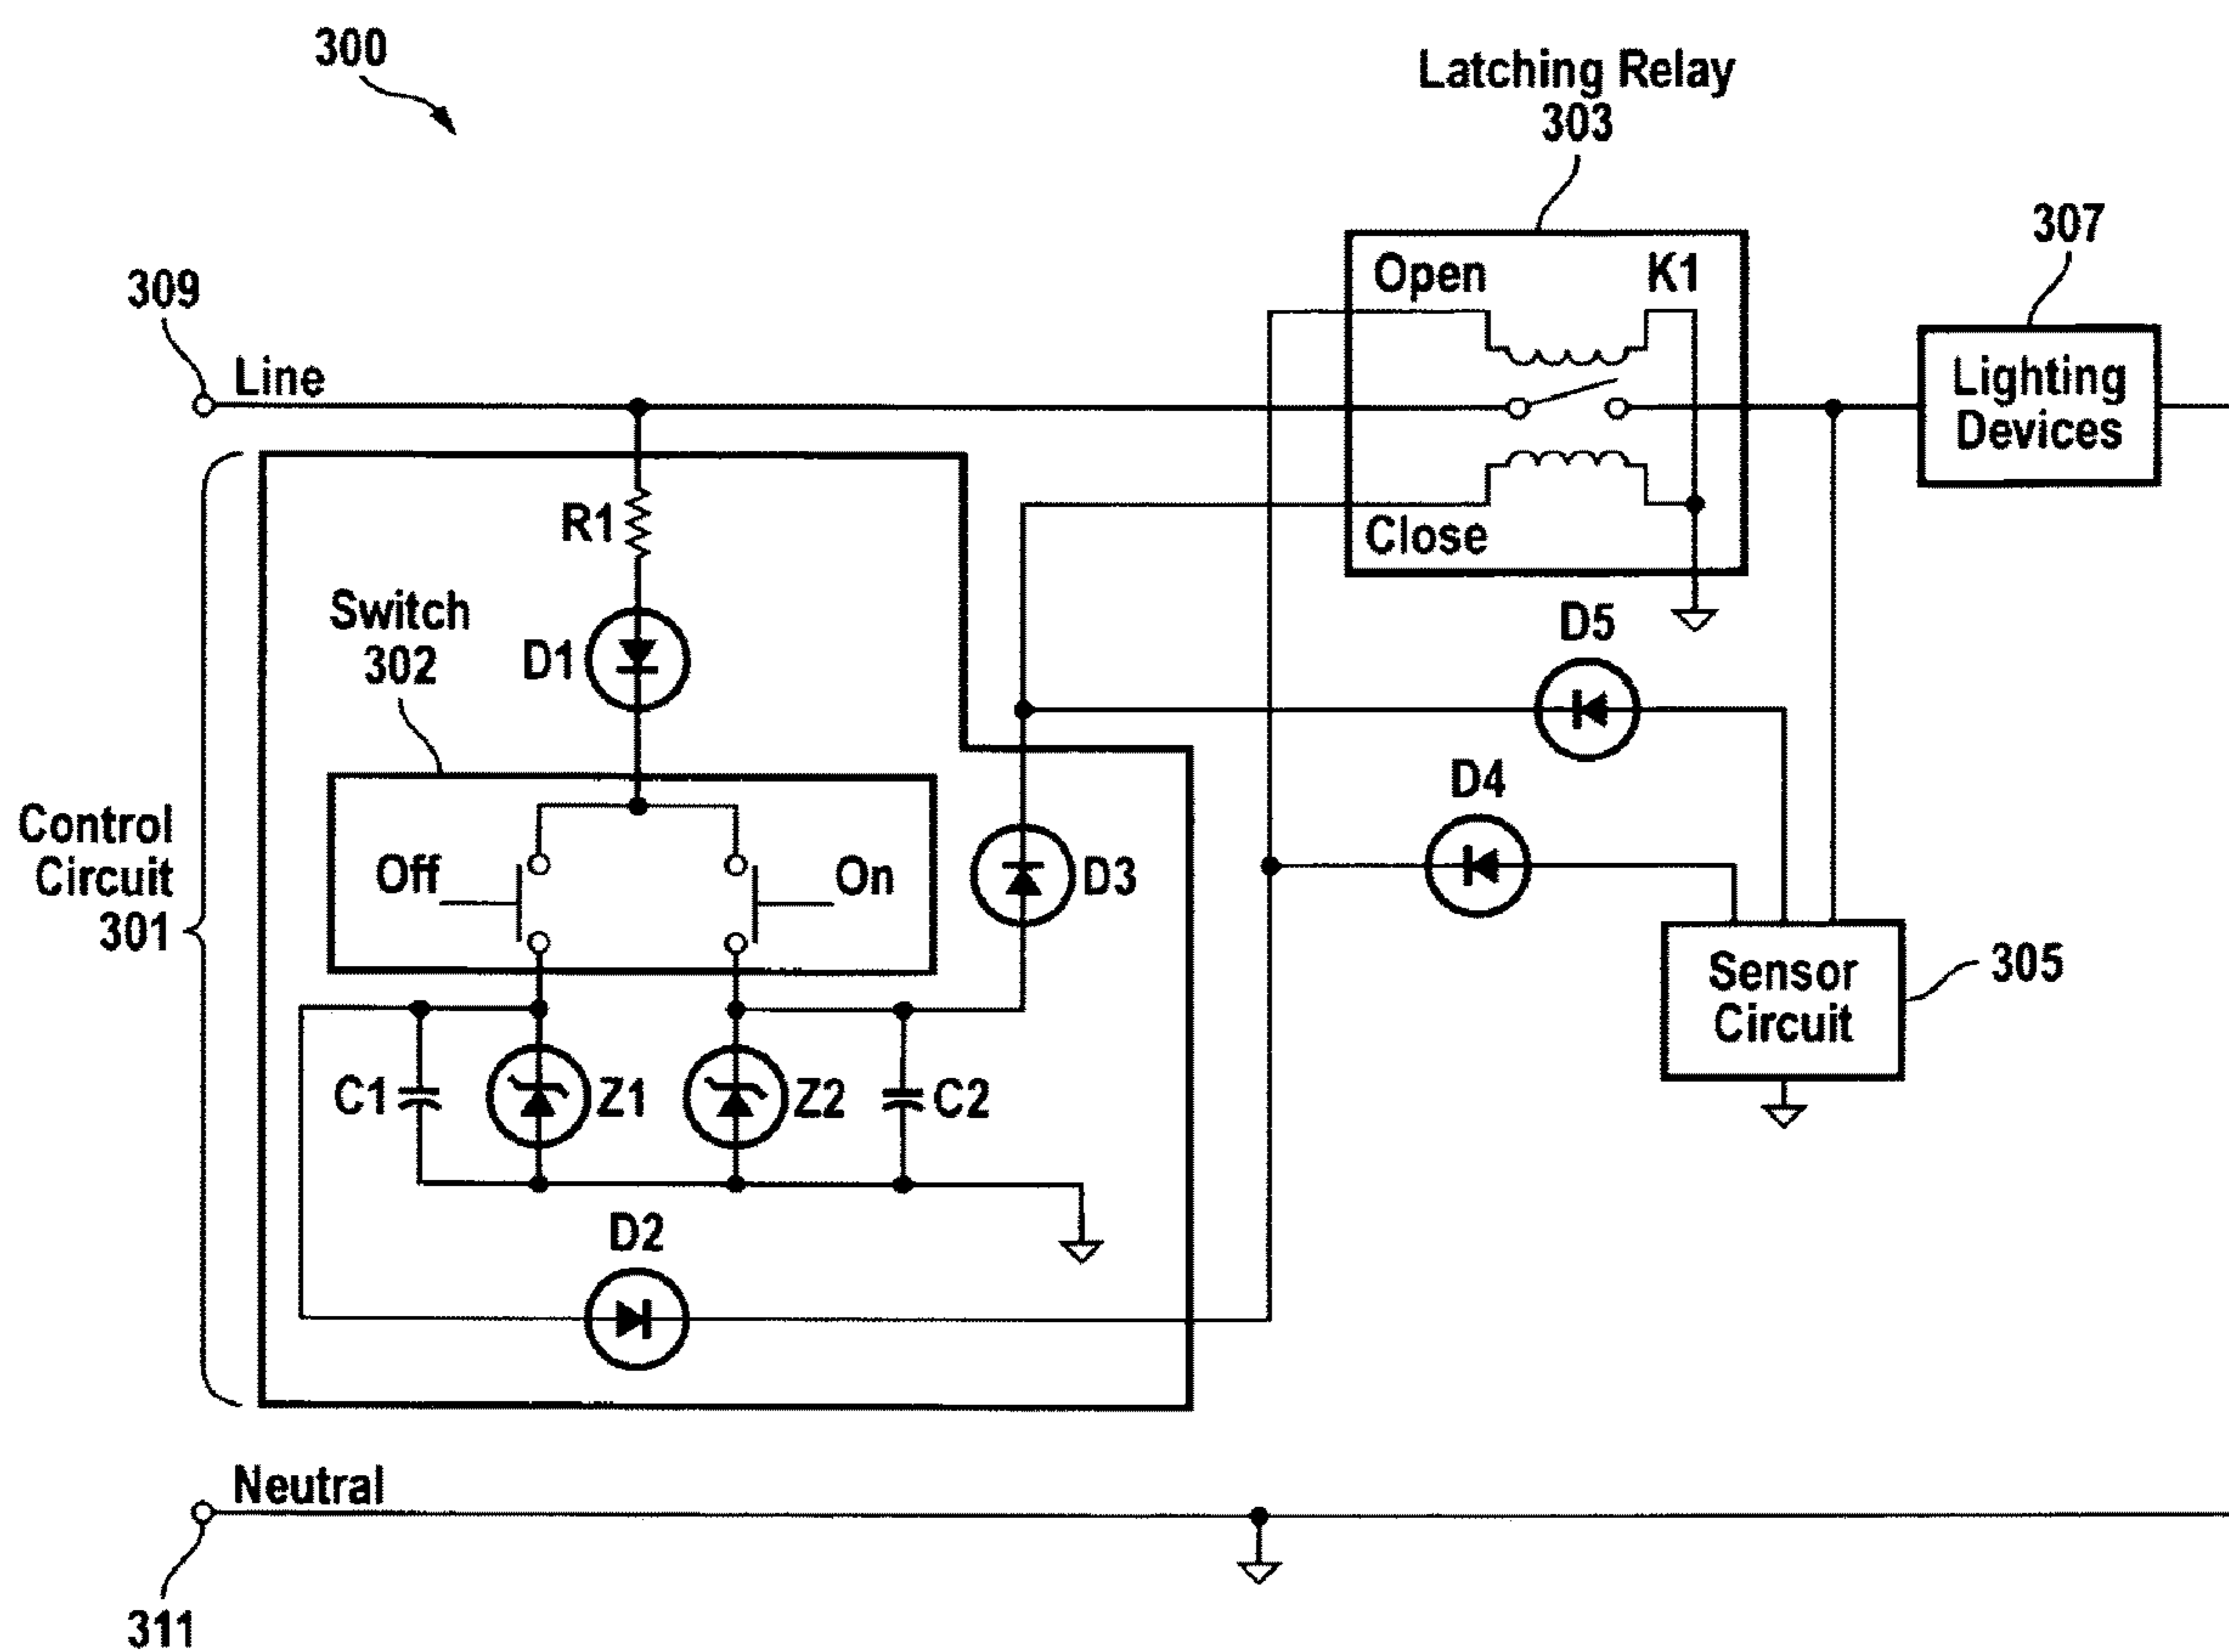 300
Latching Relay
303
307
309
Line
Open
K1
Lighting
Devices
R1
Close
Switch
302
D1
D5
D4
Control
Circuit
301
Off
On
D3
Sensor
Circuit
305
C1
Z1
Z2
C2
D2
Neutral
311